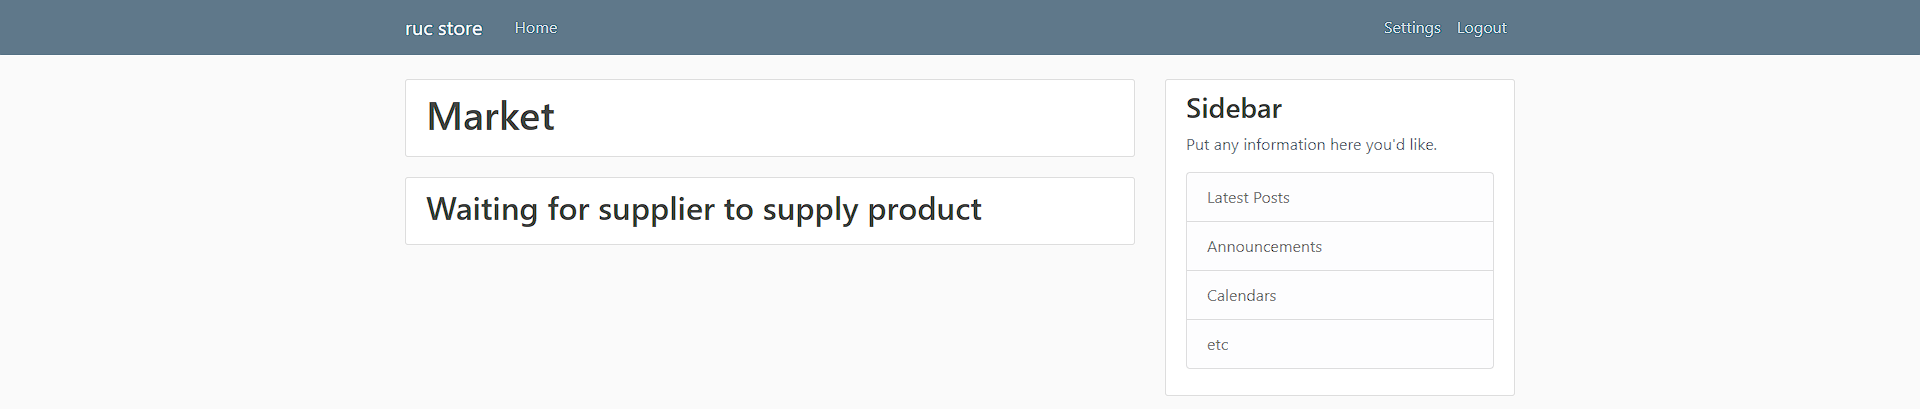 ruc store Home Settings Logout
Market
Waiting for supplier to supply product
Sidebar
Put any information here you'd like.
Latest Posts
Announcements
Calendars
etc